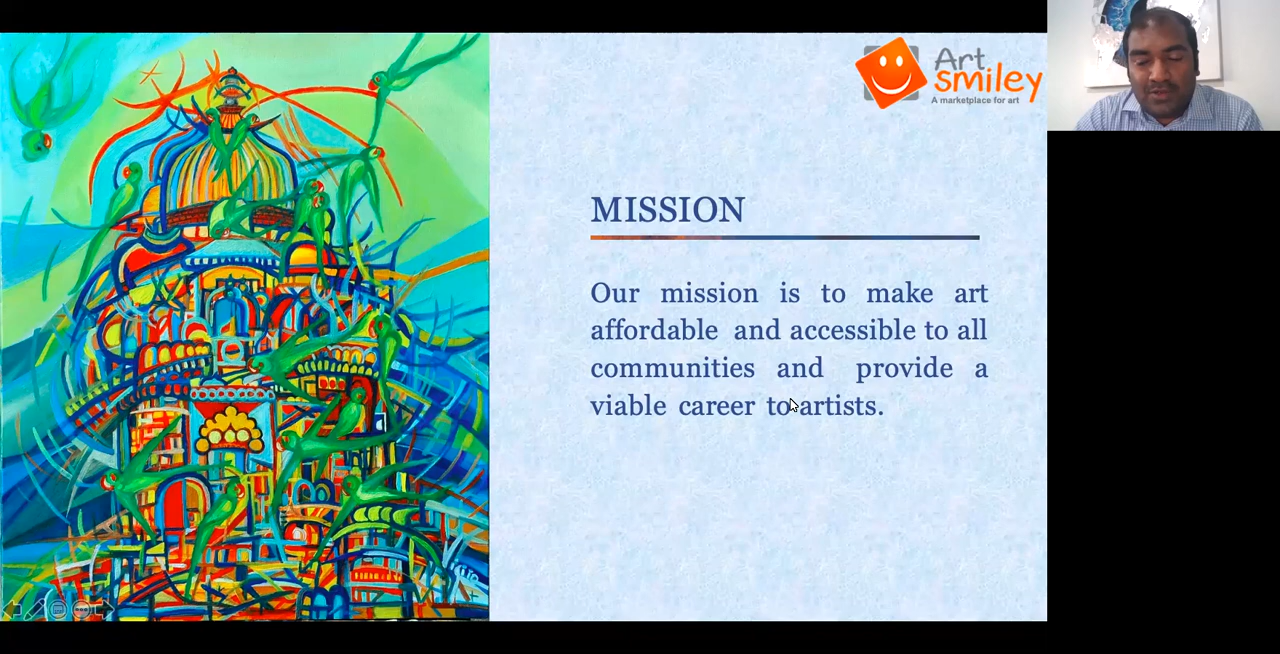 Art
smiley
A marketplace for art
MISSION
Our mission is to make art
affordable and accessible to all
communities and provide a
viable career to artists.